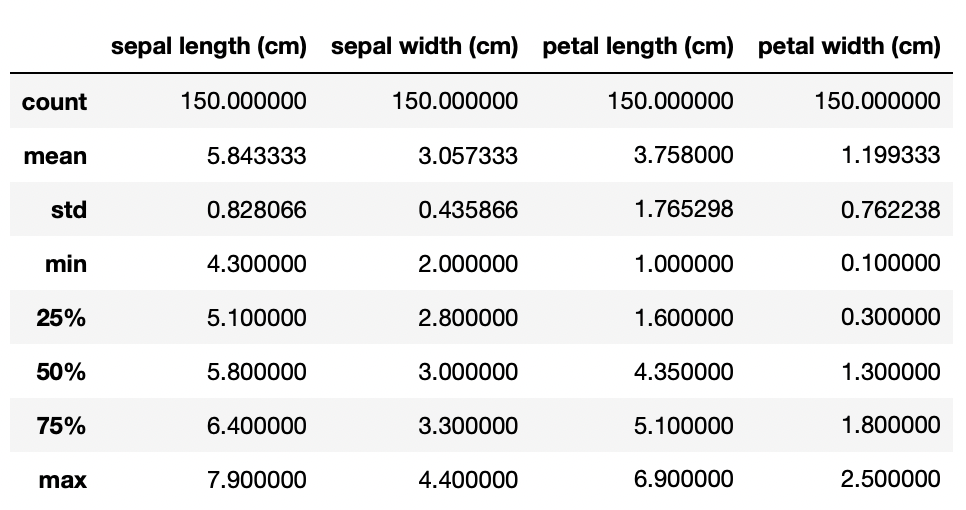 sepal length (cm) sepal width (cm) petal length (cm) petal width (cm)
count 150.000000 150.000000 150.000000 150.000000
mean 5.843333 3.057333 3.758000 1.199333
std 0.828066 0.435866 1.765298 0.762238
min 4.300000 2.000000 1.000000 0.100000
25% 5.100000 2.800000 1.600000 0.300000
50% 5.800000 3.000000 4.350000 1.300000
75% 6.400000 3.300000 5.100000 1.800000
max 7.900000 4.400000 6.900000 2.500000